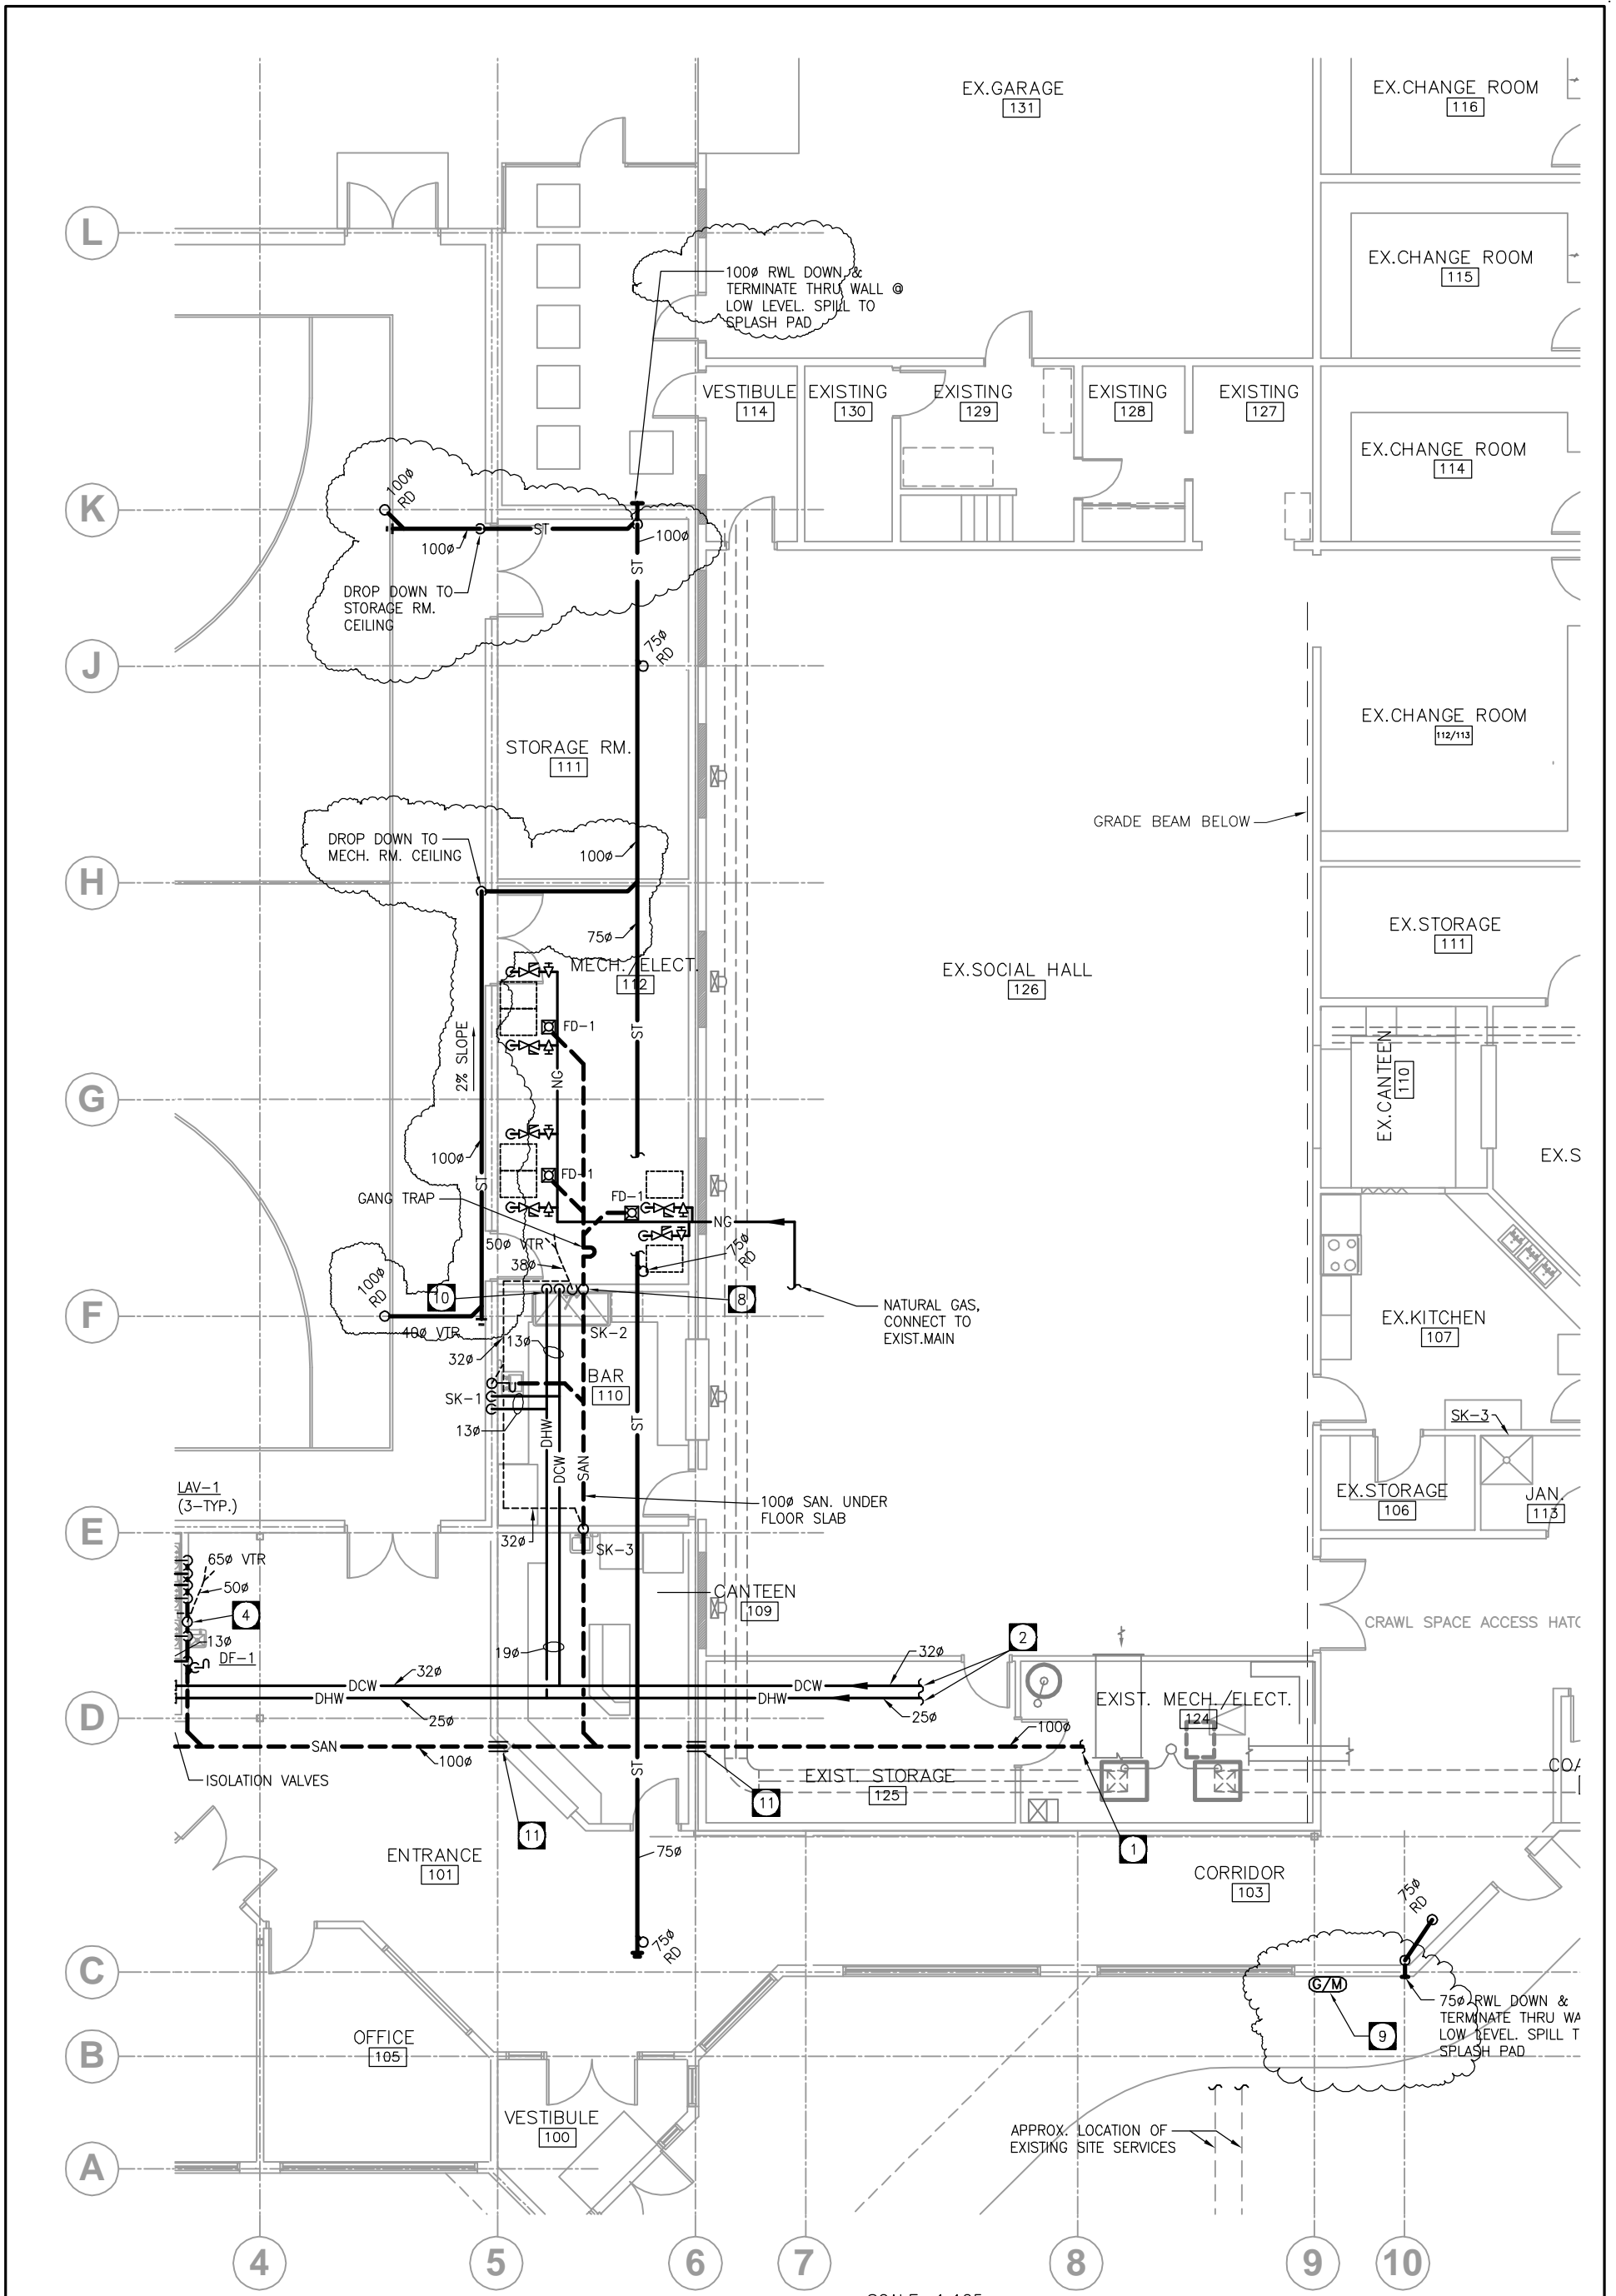 EX.GARAGE
131
EX.CHANGE ROOM
116
L
EX.CHANGE ROOM
115
100ø RWL DOWN &
TERMINATE THRU WALL @
LOW LEVEL. SPILL TO
SPLASH PAD
VESTIBULE
114
EXISTING
130
EXISTING
129
EXISTING
128
EXISTING
127
EX.CHANGE ROOM
114
100ø
RD
K
ST
100ø
100ø
ST
DROP DOWN TO
STORAGE RM.
CEILING
75ø
RD
J
EX.CHANGE ROOM
112/113
STORAGE RM.
111
GRADE BEAM BELOW
DROP DOWN TO
MECH. RM. CEILING
100ø
H
75ø
EX.STORAGE
111
MECH./ELECT.
112
EX.SOCIAL HALL
126
FD-1
ST
2% SLOPE
NG
EX.CANTEEN
110
G
100ø
EX.S
FD-1
ST
GANG TRAP
FD-1
NG
50ø VTR
38ø
75ø
RD
100ø
RD
10
8
NATURAL GAS,
CONNECT TO
EXIST.MAIN
F
40ø VTR
SK-2
13ø
32ø
EX.KITCHEN
107
BAR
110
SK-1
13ø
DHW
DCW
SAN
ST
SK-3
LAV-1
(3-TYP.)
100ø SAN. UNDER
FLOOR SLAB
EX.STORAGE
106
JAN.
113
E
32ø
SK-3
65ø VTR
50ø
4
CANTEEN
109
13ø
DF-1
2
CRAWL SPACE ACCESS HATC
19ø
32ø
32ø
DCW
DCW
DHW
DHW
EXIST. MECH./ELECT.
124
D
25ø
25ø
100ø
SAN
100ø
ST
ISOLATION VALVES
EXIST. STORAGE
125
COA
11
11
1
ENTRANCE
101
75ø
CORRIDOR
103
75ø
RD
75ø
RD
C
G/M
75ø RWL DOWN &
TERMINATE THRU WA
LOW LEVEL. SPILL T
SPLASH PAD
9
OFFICE
105
B
VESTIBULE
100
APPROX. LOCATION OF
EXISTING SITE SERVICES
A
4
5
6
7
8
9
10